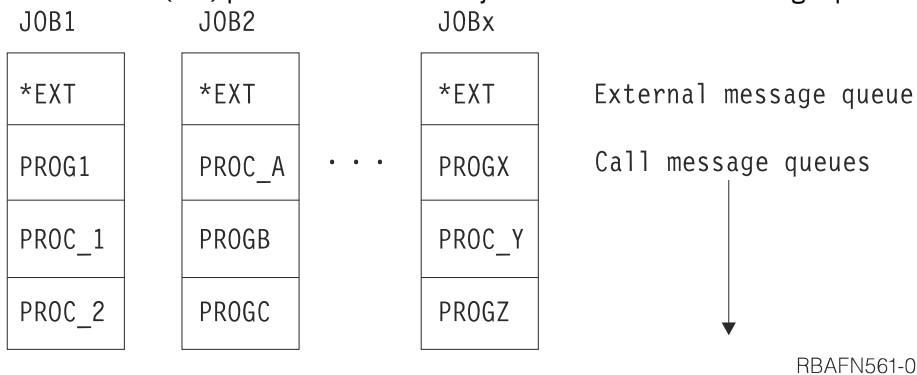 JOB1 JOB2 JOBx
*EXT *EXT *EXT External message queue
PROG1 PROC_A . . . PROGX Call message queues
PROC_1 PROGB PROC_Y
PROC_2 PROGC PROGZ
RBAFN561-0